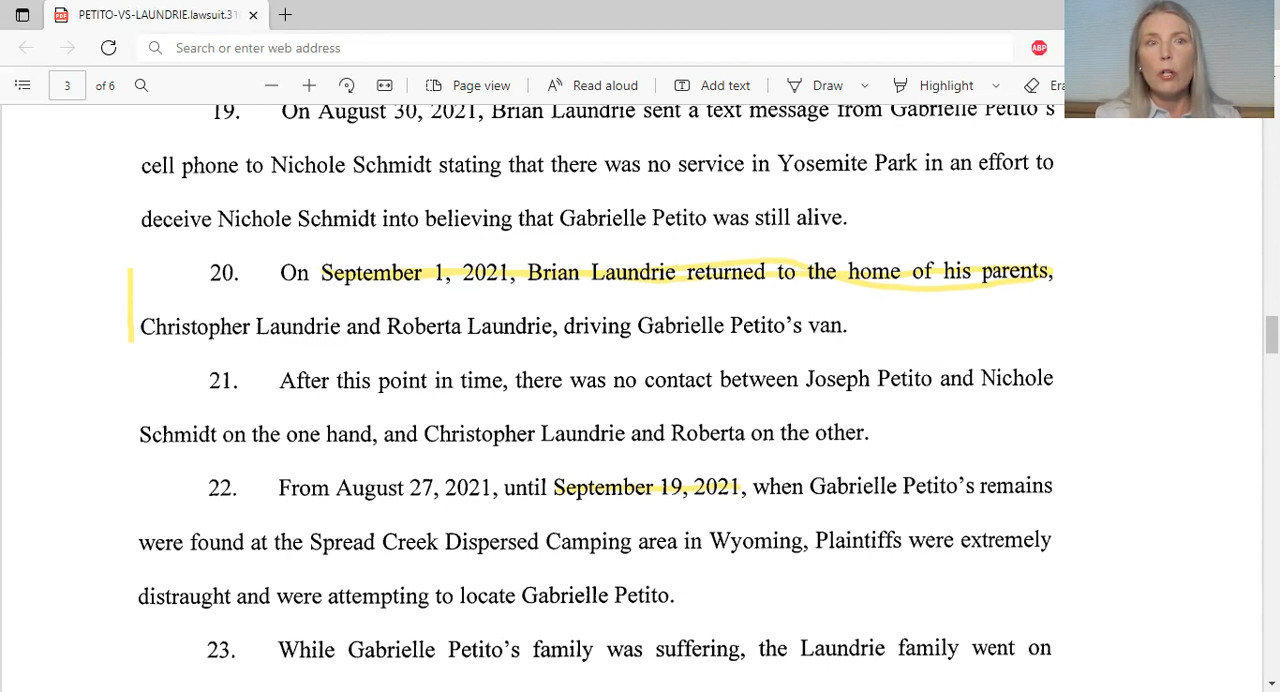 PETITO-VS-LAUNDRIE.lawsuit.31
Search or enter web address
ABP
3 of 6 Page view Read aloud Add text Draw Highlight
19. On August 30, 2021, Brian Laundrie sent a text message from Gabrielle Petito's
cell phone to Nichole Schmidt stating that there was no service in Yosemite Park in an effort to
deceive Nichole Schmidt into believing that Gabrielle Petito was still alive.
20. On September 1, 2021, Brian Laundrie returned to the home of his parents,
Christopher Laundrie and Roberta Laundrie, driving Gabrielle Petito's van.
21. After this point in time, there was no contact between Joseph Petito and Nichole
Schmidt on the one hand, and Christopher Laundrie and Roberta on the other.
22. From August 27, 2021, until September 19, 2021, when Gabrielle Petito's remains
were found at the Spread Creek Dispersed Camping area in Wyoming, Plaintiffs were extremely
distraught and were attempting to locate Gabrielle Petito.
23. While Gabrielle Petito's family was suffering, the Laundrie family went on